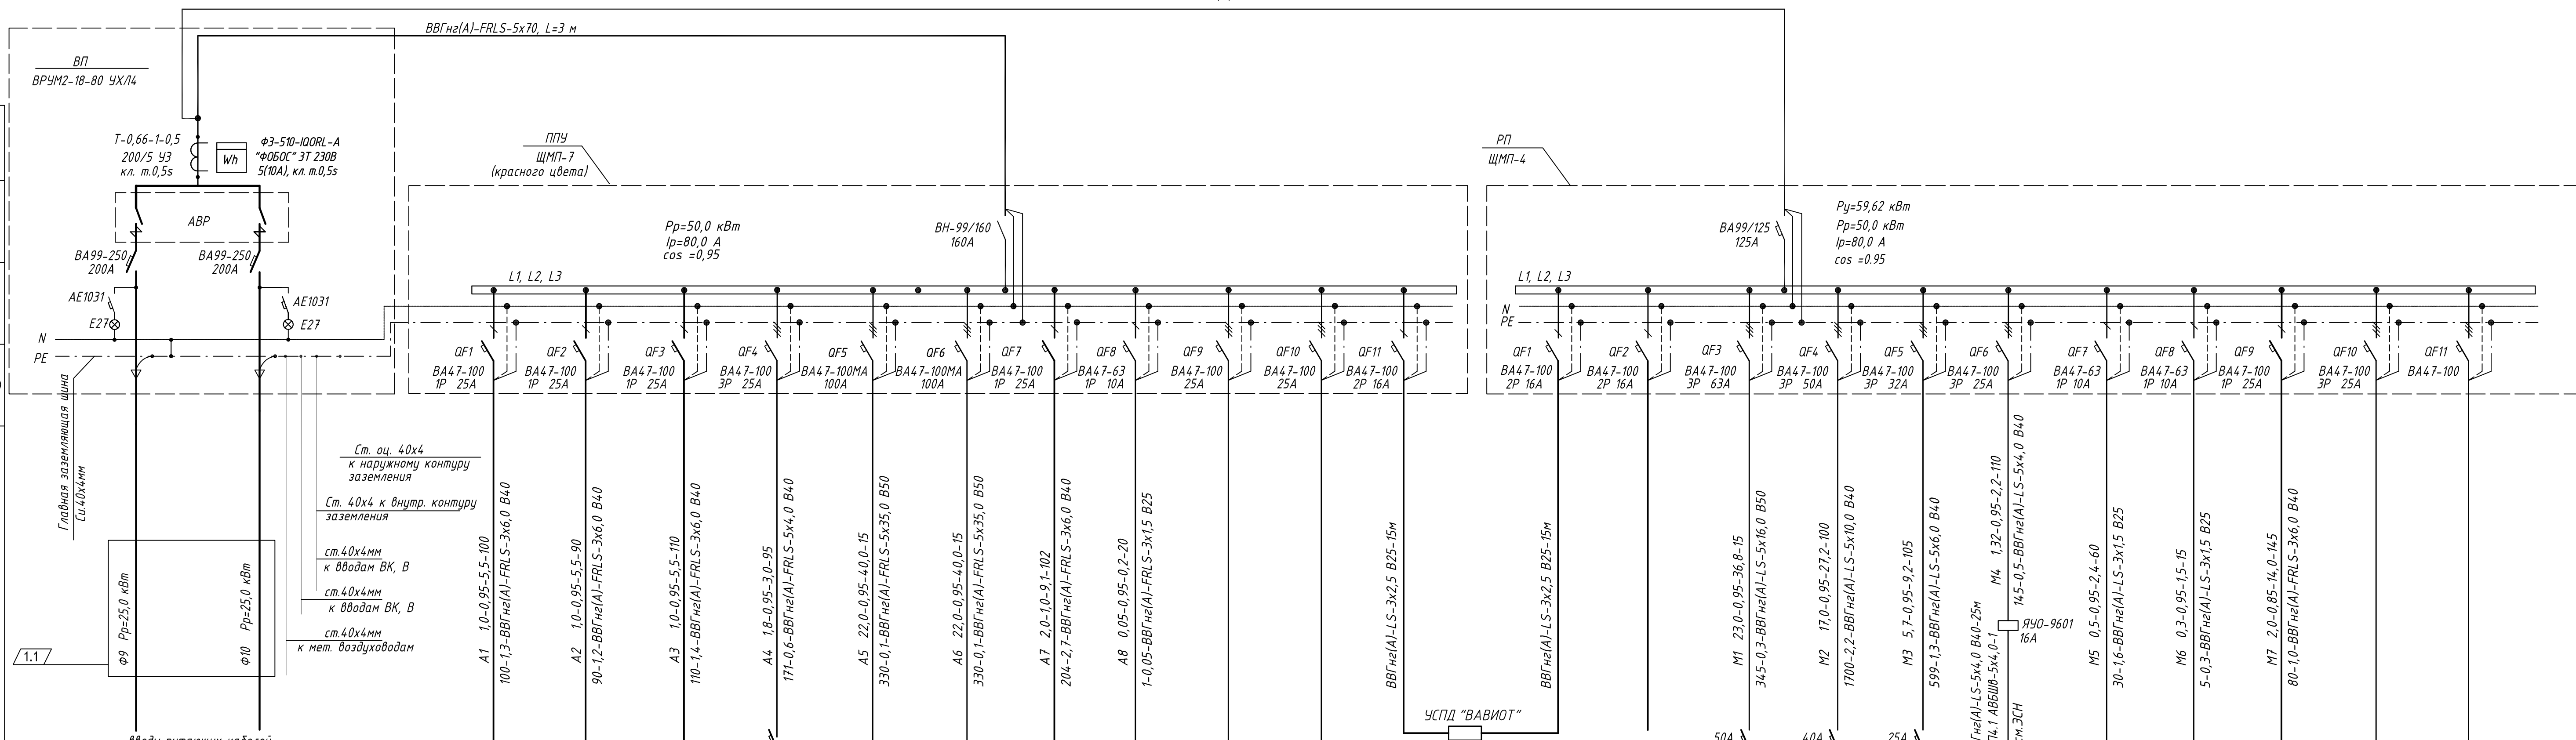 ВВГнг(А)-FRLS-5х70, L=3 м
ВП
ВРУМ2-18-80 УХЛ4
Т-0,66-1-0,5
200/5 У3
кл. т.0,5s
Wh
ФЗ-510-IQORL-A
"ФОБОС" 3Т 230В
5(10А), кл. т.0,5s
АВР
ВА99-250
200А
ВА99-250
200А
АЕ1031
АЕ1031
Е27
Е27
N
PE
Главная заземляющая шина
Cu.40х4мм
Ст. оц. 40х4
к наружному контуру
заземления
Ст. 40х4 к внутр. контуру
заземления
ст.40х4мм
к вводам ВК, В
ст.40х4мм
к вводам ВК, В
ст.40х4мм
к мет. воздуховодам
Ф9 Рр=25,0 кВт
Ф10 Рр=25,0 кВт
1.1
ППУ
ЩМП-7
(красного цвета)
Рр=50,0 кВт
Iр=80,0 А
cos =0,95
ВН-99/160
160А
L1, L2, L3
QF1
ВА47-100
1Р 25А
QF2
ВА47-100
1Р 25А
QF3
ВА47-100
1Р 25А
QF4
ВА47-100
3Р 25А
QF5
ВА47-100МА
100А
QF6
ВА47-100МА
100А
QF7
ВА47-100
1Р 25А
QF8
ВА47-63
1Р 10А
QF9
ВА47-100
25А
QF10
ВА47-100
25А
QF11
ВА47-100
2Р 16А
А1 1,0-0,95-5,5-100
100-1,3-ВВГнг(А)-FRLS-3х6,0 В40
А2 1,0-0,95-5,5-90
90-1,2-ВВГнг(А)-FRLS-3х6,0 В40
А3 1,0-0,95-5,5-110
110-1,4-ВВГнг(А)-FRLS-3х6,0 В40
А4 1,8-0,95-3,0-95
171-0,6-ВВГнг(А)-FRLS-5х4,0 В40
А5 22,0-0,95-40,0-15
330-0,1-ВВГнг(А)-FRLS-5х35,0 В50
А6 22,0-0,95-40,0-15
330-0,1-ВВГнг(А)-FRLS-5х35,0 В50
А7 2,0-1,0-9,1-102
204-2,7-ВВГнг(А)-FRLS-3х6,0 В40
А8 0,05-0,95-0,2-20
1-0,05-ВВГнг(А)-FRLS-3х1,5 В25
ВВГнг(А)-LS-3х2,5 В25-15м
УСПД "ВАВИОТ"
РП
ЩМП-4
ВА99/125
125А
Ру=59,62 кВт
Рр=50,0 кВт
Iр=80,0 А
cos =0.95
L1, L2, L3
N
PE
QF1
ВА47-100
2Р 16А
QF2
ВА47-100
2Р 16А
QF3
ВА47-100
3Р 63А
QF4
ВА47-100
3Р 50А
QF5
ВА47-100
3Р 32А
QF6
ВА47-100
3Р 25А
QF7
ВА47-63
1Р 10А
QF8
ВА47-63
1Р 10А
QF9
ВА47-100
1Р 25А
QF10
ВА47-100
3Р 25А
QF11
ВА47-100
ВВГнг(А)-LS-3х2,5 В25-15м
М1 23,0-0,95-36,8-15
345-0,3-ВВГнг(А)-LS-5х16,0 В50
М2 17,0-0,95-27,2-100
1700-2,2-ВВГнг(А)-LS-5х10,0 В40
М3 5,7-0,95-9,2-105
599-1,3-ВВГнг(А)-LS-5х6,0 В40
М4 1,32-0,95-2,2-110
145-0,5-ВВГнг(А)-LS-5х4,0 В40
ЯУО-9601
16А
нг(А)-LS-5х4,0 В40-25м
4.1 АВБШв-5х4,0-1
см.ЭСН
М5 0,5-0,95-2,4-60
30-1,6-ВВГнг(А)-LS-3х1,5 В25
М6 0,3-0,95-1,5-15
5-0,3-ВВГнг(А)-LS-3х1,5 В25
М7 2,0-0,85-14,0-145
80-1,0-ВВГнг(А)-FRLS-3х6,0 В40
50А
40А
25А